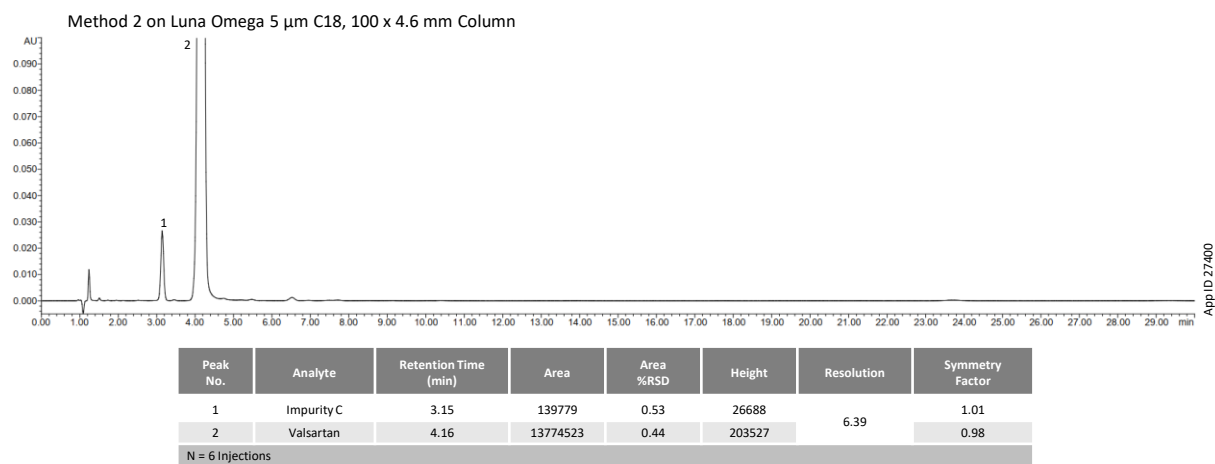 Method 2 on Luna Omega 5 µm C18, 100 x 4.6 mm Column
AU
0.090
0.080
0.070
0.060
0.050
0.040
0.030
0.020
0.010
0.000
1
2
0.00 1.00 2.00 3.00 4.00 5.00 6.00 7.00 8.00 9.00 10.00 11.00 12.00 13.00 14.00 15.00 16.00 17.00 18.00 19.00 20.00 21.00 22.00 23.00 24.00 25.00 26.00 27.00 28.00 29.00 min
App ID 27400
Peak No. Analyte Retention Time (min) Area Area %RSD Height Resolution Symmetry Factor
1 Impurity C 3.15 139779 0.53 26688 6.39 1.01
2 Valsartan 4.16 13774523 0.44 203527 0.98
N = 6 Injections